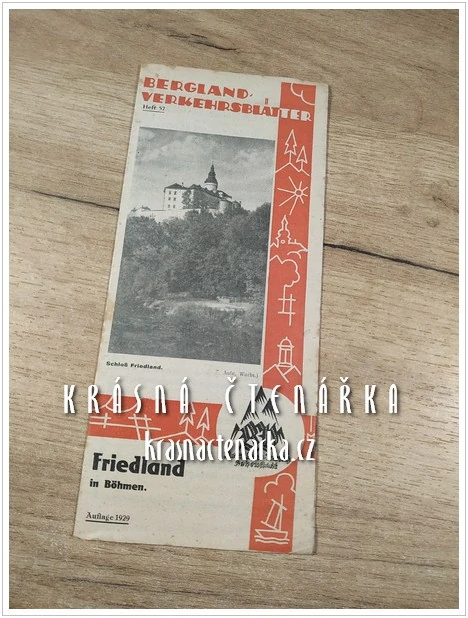 BERGLAND-
VERKEHRSBLÄTTER
Heft 57
Schloß Friedland.
KRÁSNÁ ČTENÁŘKA
krasnactenarka.cz
Friedland
in Böhmen.
Auflage 1929